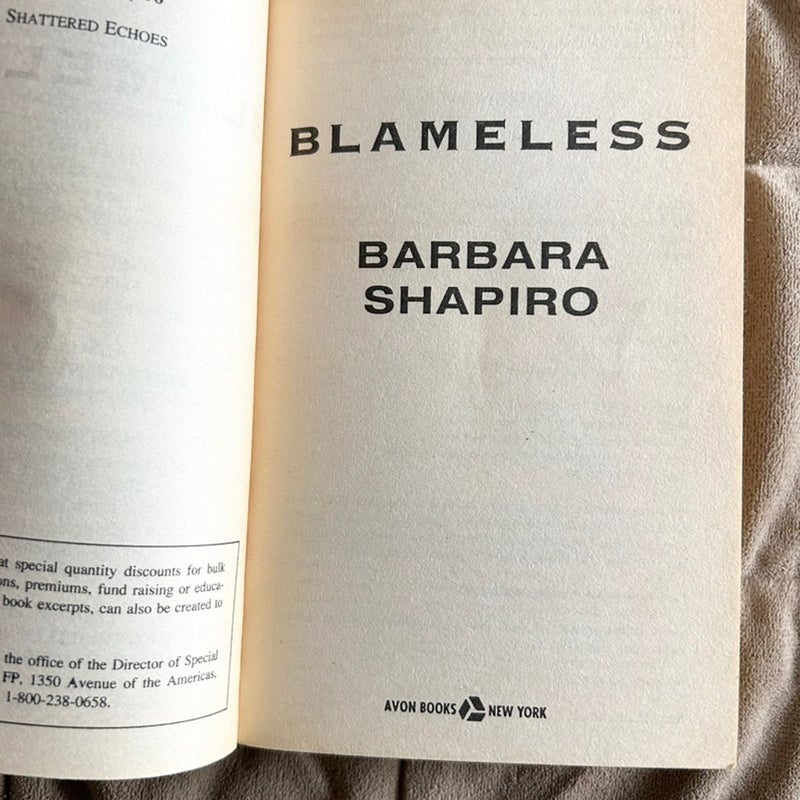 SHATTERED ECHOES
at special quantity discounts for bulk
ons, premiums, fund raising or educa-
book excerpts, can also be created to
the office of the Director of Special
FP, 1350 Avenue of the Americas,
1-800-238-0658.
BLAMELESS
BARBARA
SHAPIRO
AVON BOOKS NEW YORK